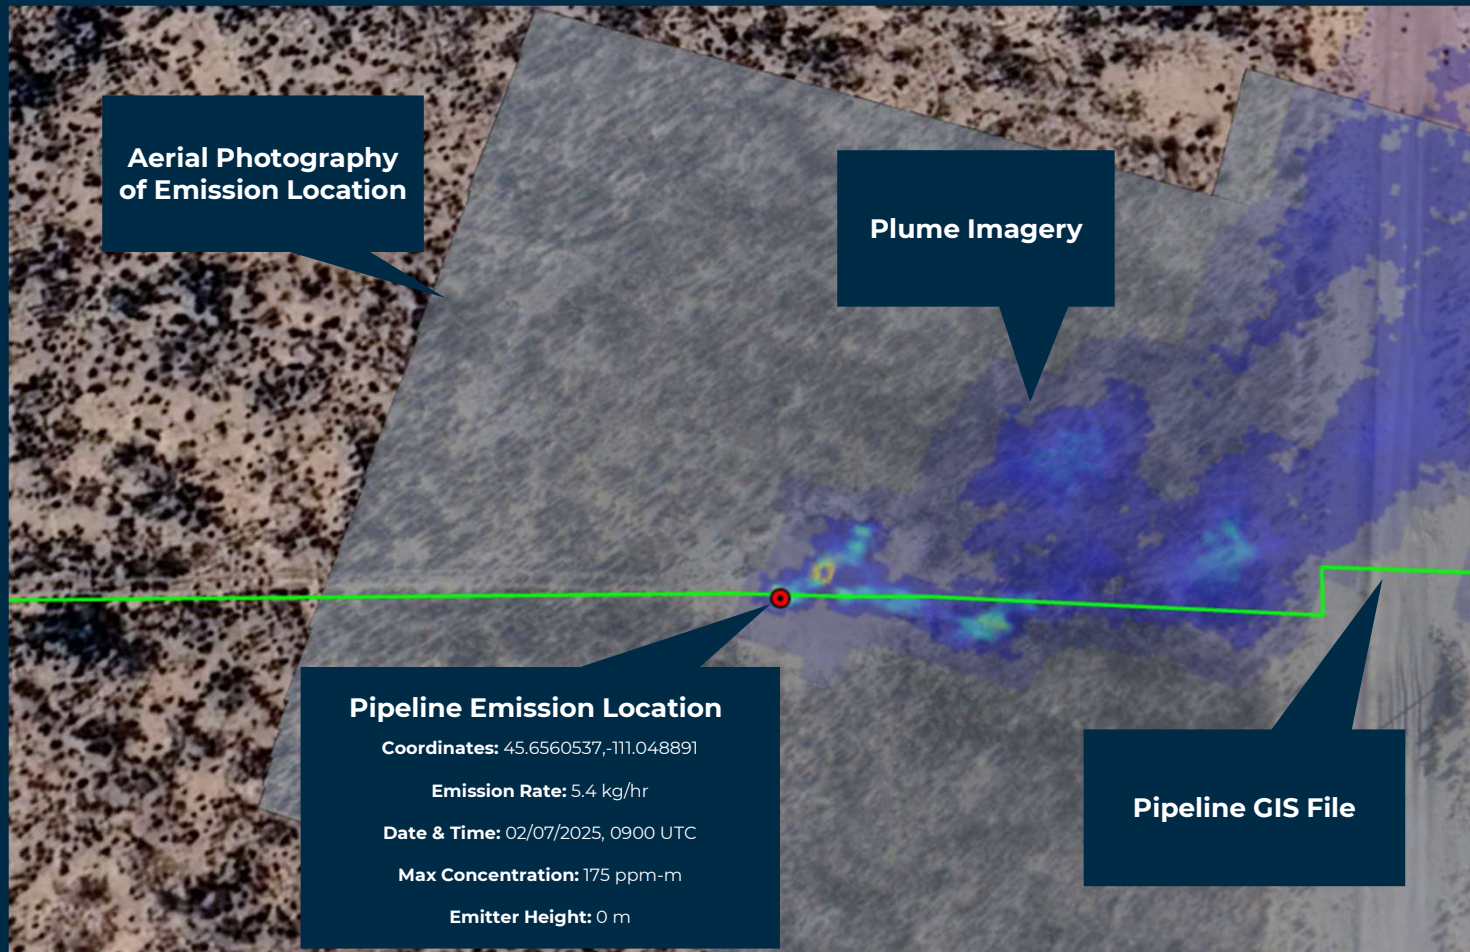 Aerial Photography
of Emission Location
Plume Imagery
Pipeline Emission Location
Coordinates: 45.6560537,-111.048891
Emission Rate: 5.4 kg/hr
Date & Time: 02/07/2025, 0900 UTC
Max Concentration: 175 ppm-m
Emitter Height: 0 m
Pipeline GIS File